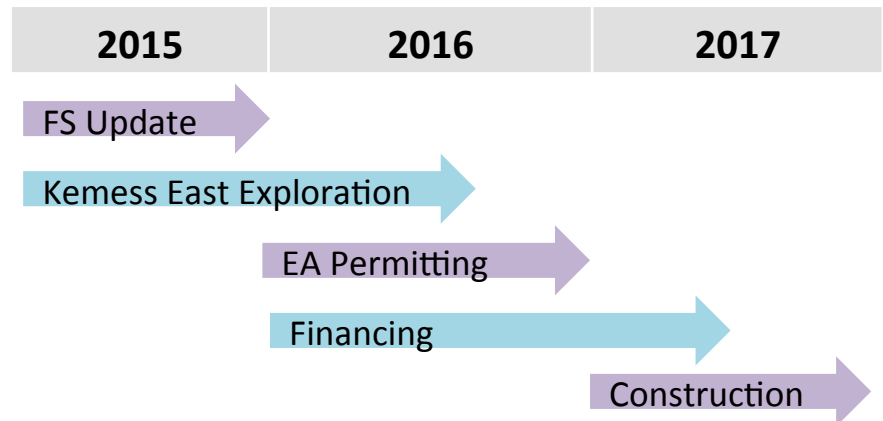 2015 2016 2017
FS Update
Kemess East Exploration
EA Permitting
Financing
Construction